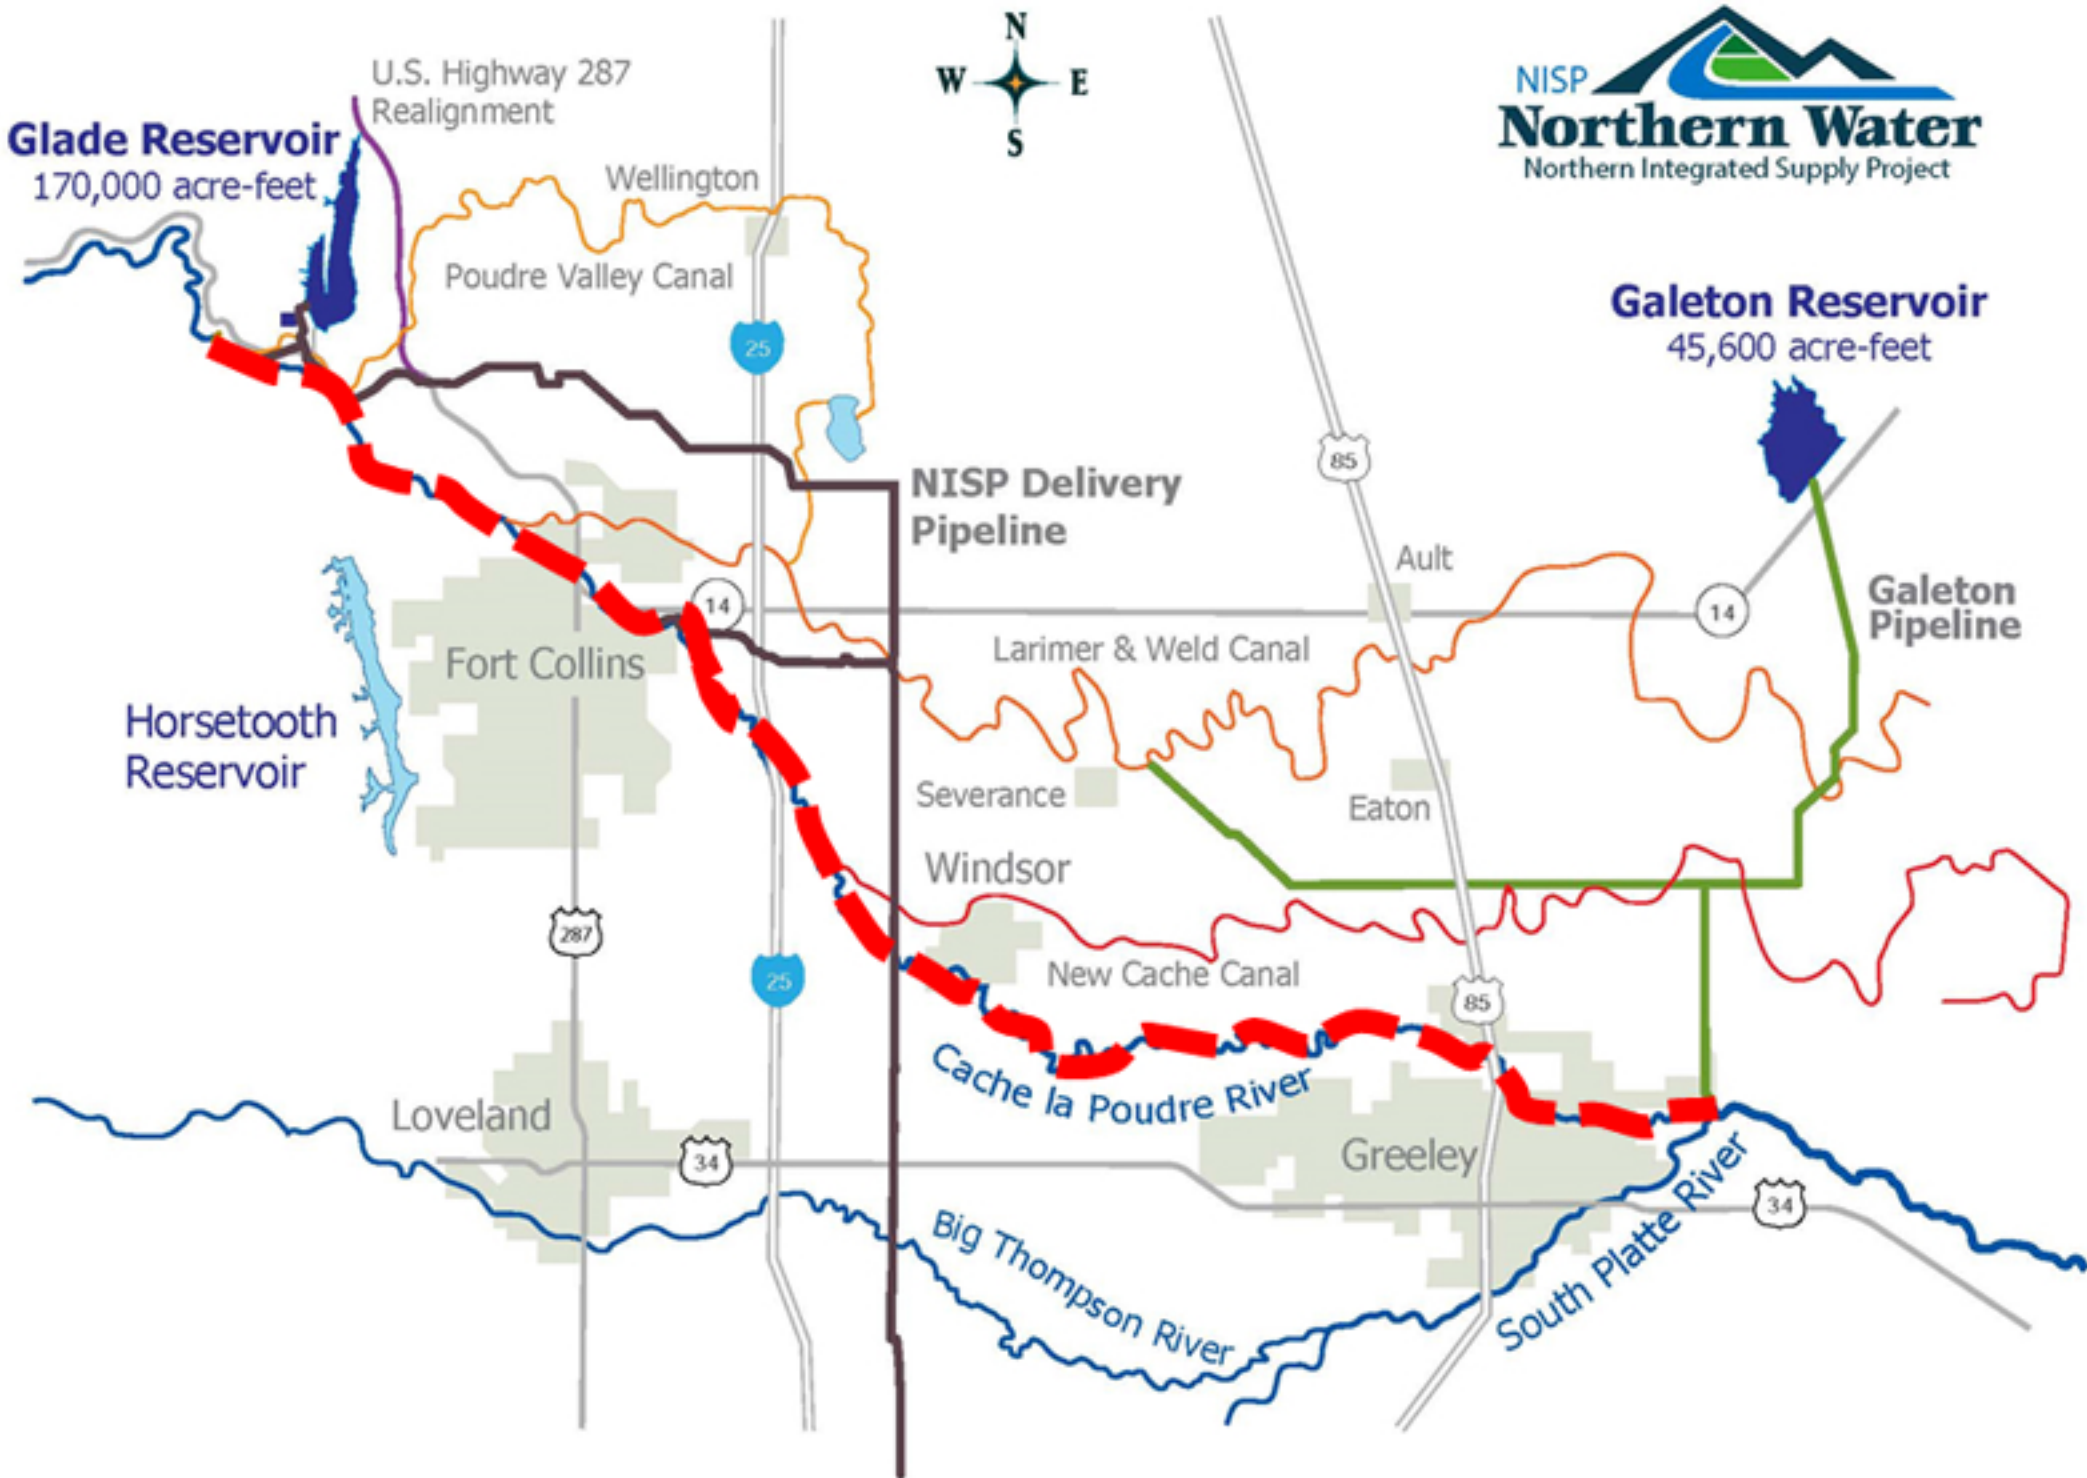 N
W
E
S
NISP
Northern Water
Northern Integrated Supply Project
U.S. Highway 287
Realignment
Glade Reservoir
170,000 acre-feet
Wellington
Poudre Valley Canal
25
Galeton Reservoir
45,600 acre-feet
85
NISP Delivery
Pipeline
Ault
14
14
Galeton
Pipeline
Larimer & Weld Canal
Fort Collins
Horsetooth
Reservoir
Severance
Eaton
Windsor
287
25
New Cache Canal
85
Cache la Poudre River
Loveland
34
Greeley
34
Big Thompson River
South Platte River